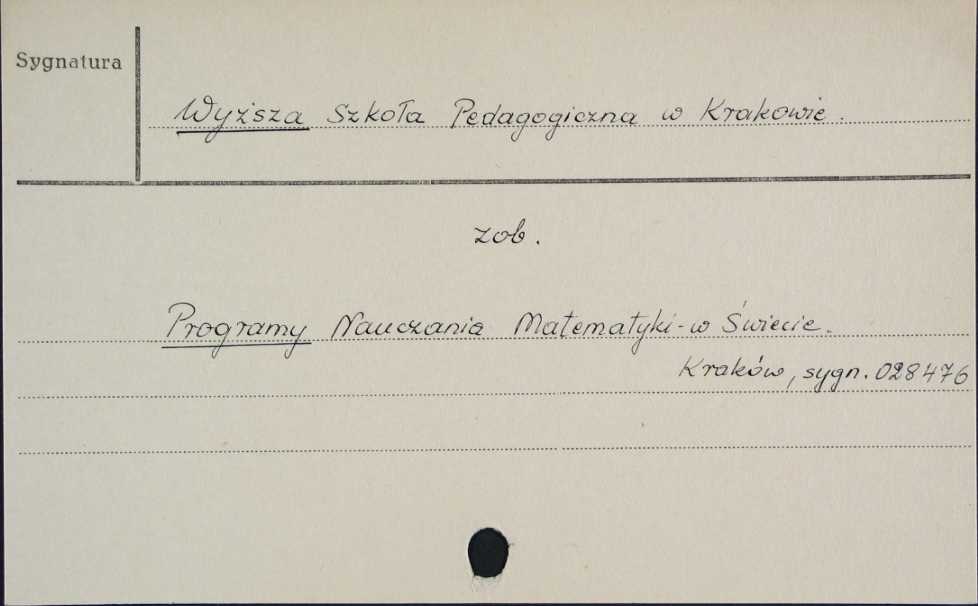 Sygnatura
Wyższa Szkoła Pedagogiczna w Krakowie.
zob.
Programy Nauczania Matematyki - w Świecie.
Kraków, sygn. 028476